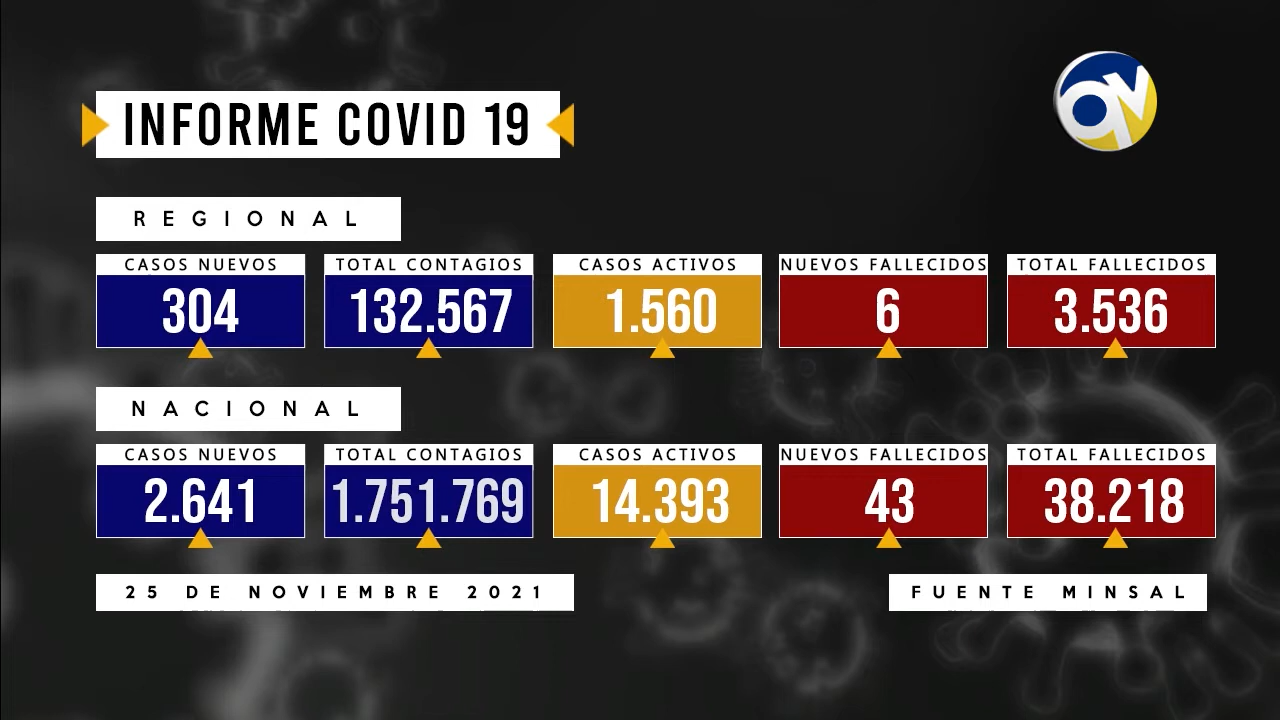 INFORME COVID 19
REGIONAL
CASOS NUEVOS TOTAL CONTAGIOS CASOS ACTIVOS NUEVOS FALLECIDOS TOTAL FALLECIDOS
304 132.567 1.560 6 3.536
NACIONAL
CASOS NUEVOS TOTAL CONTAGIOS CASOS ACTIVOS NUEVOS FALLECIDOS TOTAL FALLECIDOS
2.641 1.751.769 14.393 43 38.218
25 DE NOVIEMBRE 2021 FUENTE MINSAL